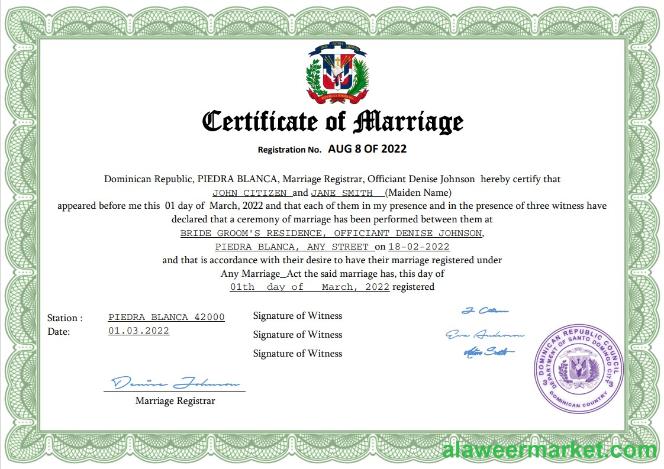 Certificate of Marriage
Registration No. AUG 8 OF 2022
Dominican Republic, PIEDRA BLANCA, Marriage Registrar, Officiant Denise Johnson hereby certify that
JOHN CITIZEN and JANE SMITH (Maiden Name)
appeared before me this 01 day of March, 2022 and that each of them in my presence and in the presence of three witness have
declared that a ceremony of marriage has been performed between them at
BRIDE GROOM'S RESIDENCE, OFFICIANT DENISE JOHNSON,
PIEDRA BLANCA, ANY STREET on 18-02-2022
and that is accordance with their desire to have their marriage registered under
Any Marriage_Act the said marriage has, this day of
01th day of March, 2022 registered
Station : PIEDRA BLANCA 42000
Date: 01.03.2022
Signature of Witness
Signature of Witness Eva Anderson
Signature of Witness
Denise Johnson
Marriage Registrar
DOMINICAN REPUBLIC COUNCIL
DEPARTMENT OF SANTO DOMINGO CITY
DOMINICAN COUNTRY
alaweermarket.com